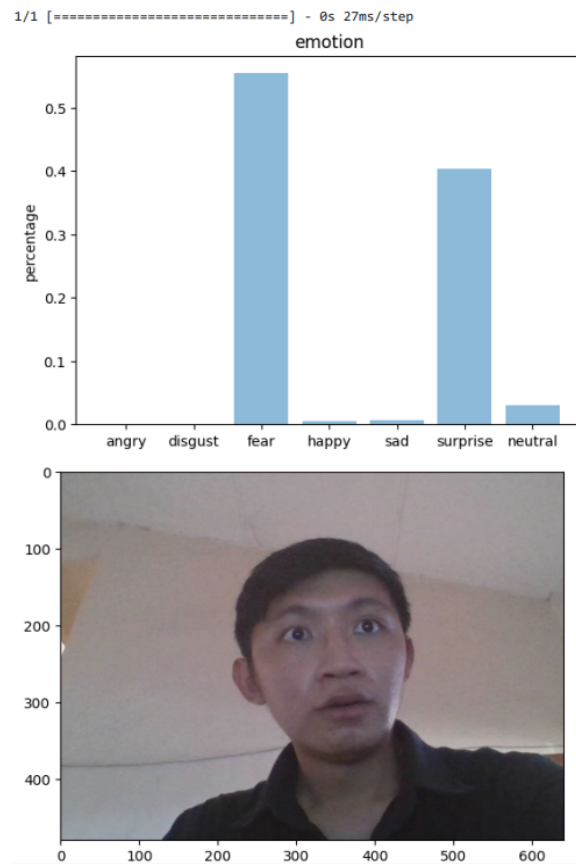 1/1 [==============================] - 0s 27ms/step
emotion
percentage
0.5
0.4
0.3
0.2
0.1
0.0
angry disgust fear happy sad surprise neutral
0
100
200
300
400
0 100 200 300 400 500 600